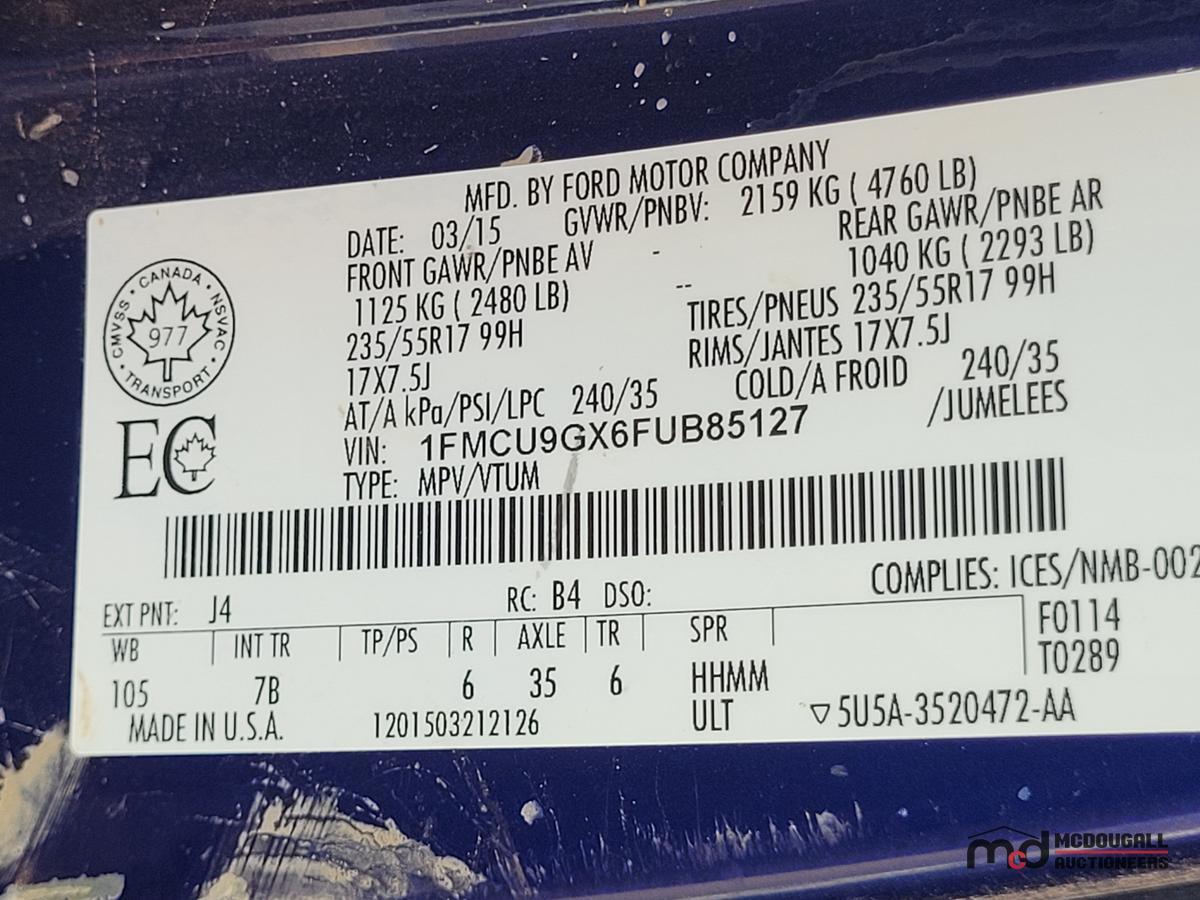 MFD. BY FORD MOTOR COMPANY
DATE: 03/15 GVWR/PNBV: 2159 KG ( 4760 LB)
FRONT GAWR/PNBE AV - REAR GAWR/PNBE AR
1125 KG ( 2480 LB) -- 1040 KG ( 2293 LB)
235/55R17 99H TIRES/PNEUS 235/55R17 99H
17X7.5J RIMS/JANTES 17X7.5J
AT/A kPa/PSI/LPC 240/35 COLD/A FROID 240/35
VIN: 1FMCU9GX6FUB85127 /JUMELEES
TYPE: MPV/VTUM
CANADA
CMVSS 977 NSVAC
TRANSPORT
EC
COMPLIES: ICES/NMB-002
EXT PNT: J4 RC: B4 DSO:
WB INT TR TP/PS R AXLE TR SPR F0114
T0289
105 7B 6 35 6 HHMM
MADE IN U.S.A. 1201503212126 ULT ▽5U5A-3520472-AA
mcd MCDOUGALL
AUCTIONEERS